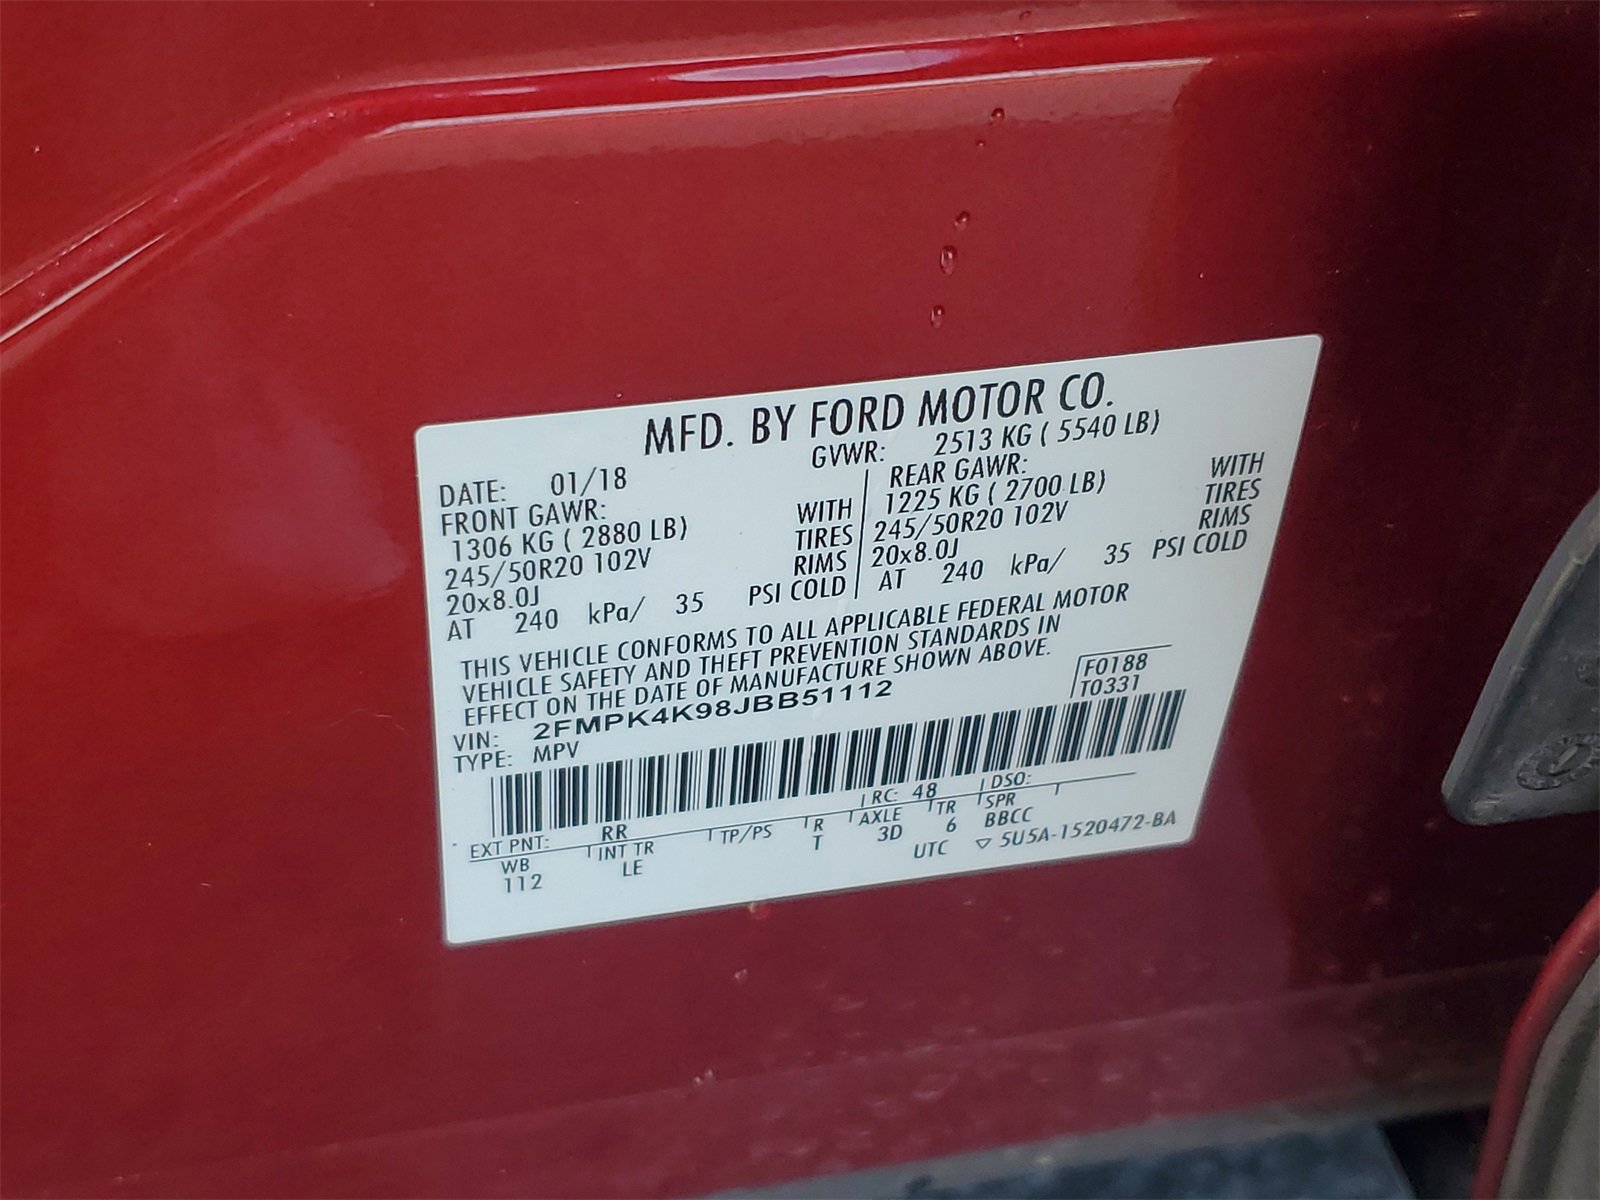 MFD. BY FORD MOTOR CO.
DATE: 01/18 GVWR: 2513 KG ( 5540 LB)
FRONT GAWR: REAR GAWR:
1306 KG ( 2880 LB) WITH 1225 KG ( 2700 LB) WITH
245/50R20 102V TIRES 245/50R20 102V TIRES
20x8.0J RIMS 20x8.0J RIMS
AT 240 kPa/ 35 PSI COLD AT 240 kPa/ 35 PSI COLD
THIS VEHICLE CONFORMS TO ALL APPLICABLE FEDERAL MOTOR
VEHICLE SAFETY AND THEFT PREVENTION STANDARDS IN
EFFECT ON THE DATE OF MANUFACTURE SHOWN ABOVE.
VIN: 2FMPK4K98JBB51112 F0188
TYPE: MPV T0331
EXT PNT: RR RC: 48 DSO:
WB INT TR TP/PS R AXLE TR SPR
112 LE T 3D 6 BBCC
UTC ▽ 5U5A-1520472-BA